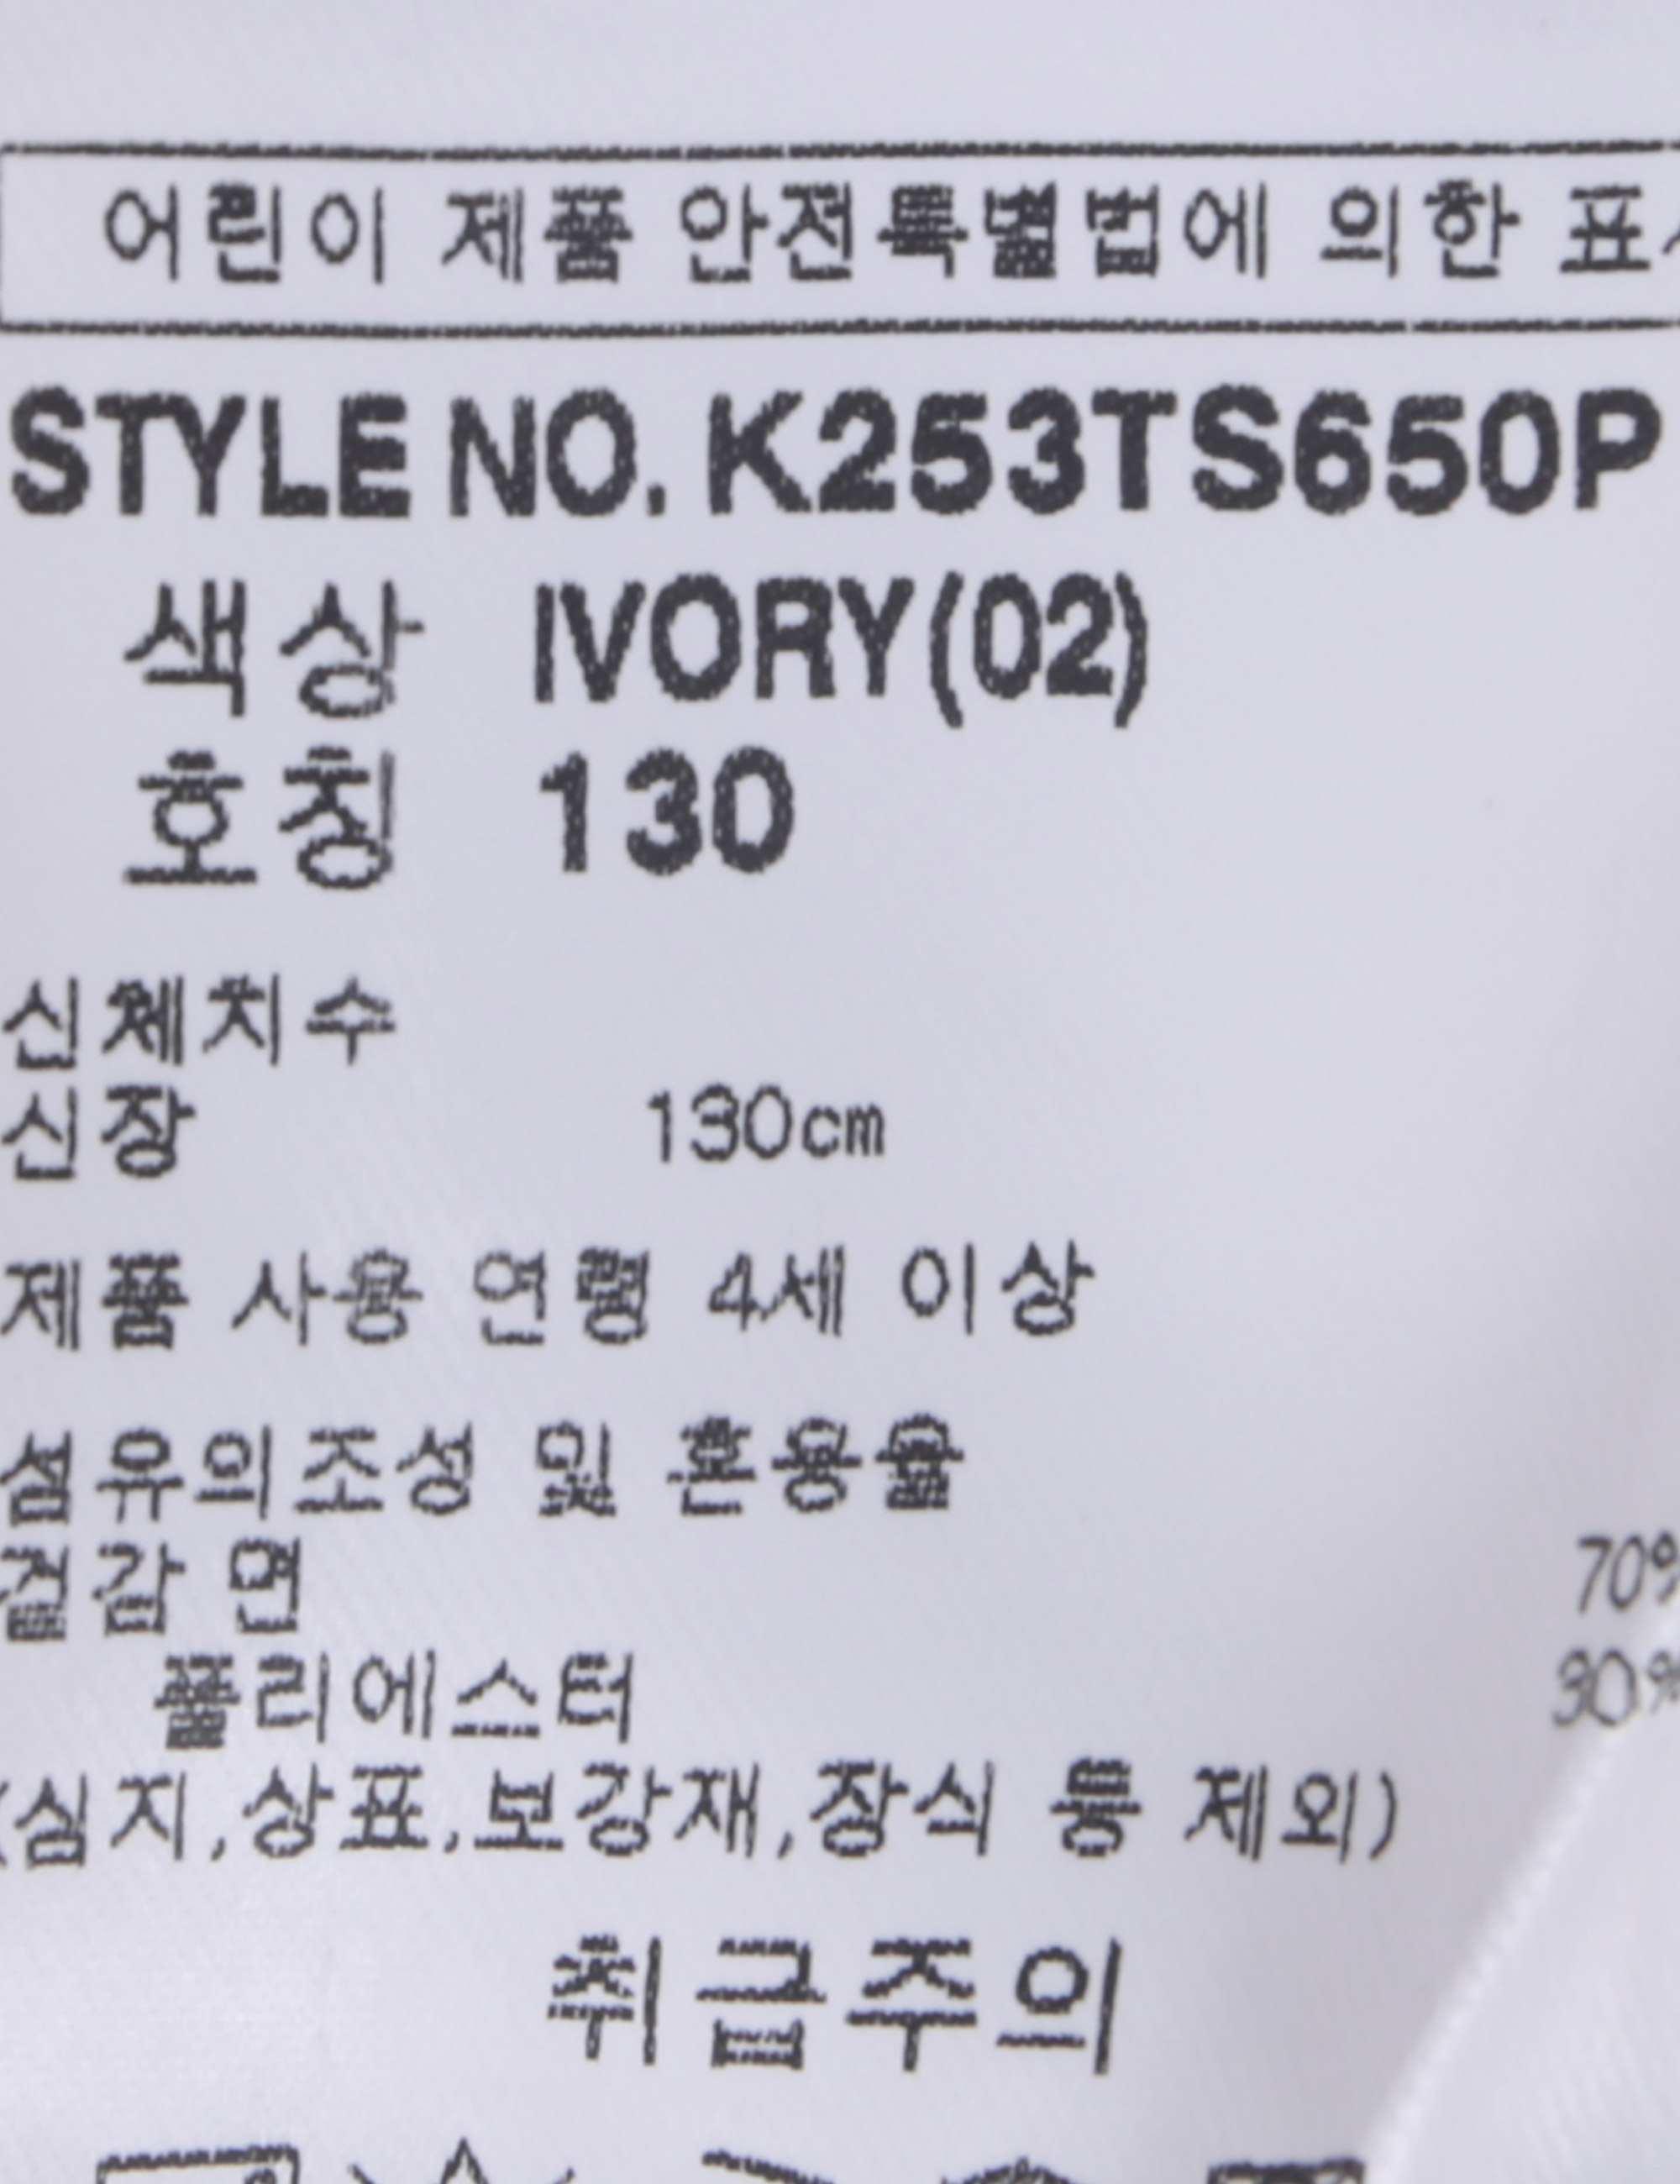 어린이 제품 안전특별법에 의한 표
STYLE NO. K253TS650P
색상 IVORY(02)
호칭 130
신체치수
신장 130cm
제품 사용 연령 4세 이상
섬유의조성 및 혼용율
겉감 면 70%
폴리에스터 30%
(심지,상표,보강재,장식 등 제외)
취급주의